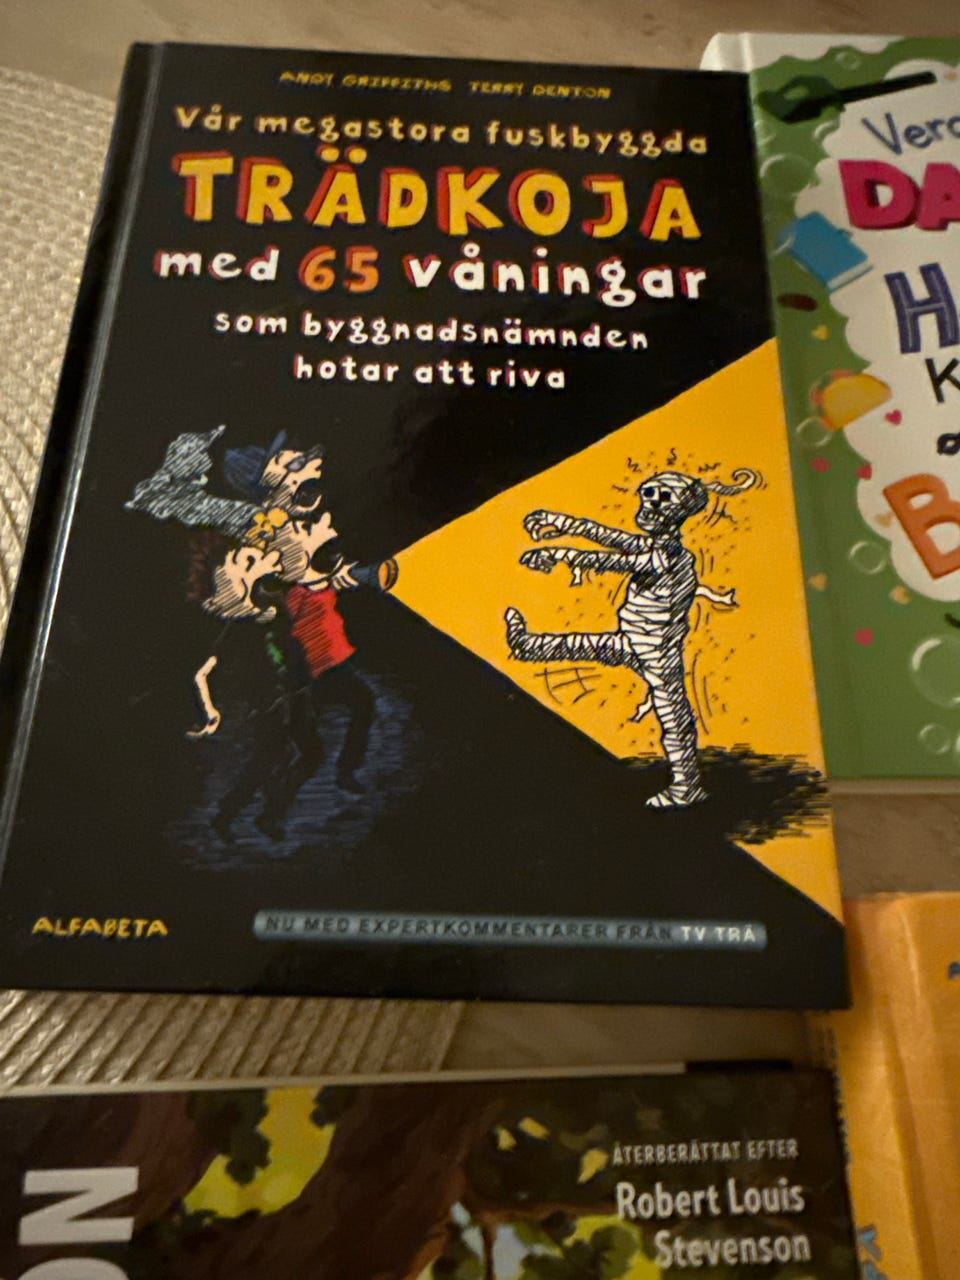 ANDY GRIFFITHS TERRY DENTON
Vår megastora fuskbyggda
TRÄDKOJA
med 65 våningar
som byggnadsnämnden
hotar att riva
ALFABETA
NU MED EXPERTKOMMENTARER FRÅN TV TRÄ
ÅTERBERÄTTAT EFTER
Robert Louis
Stevenson